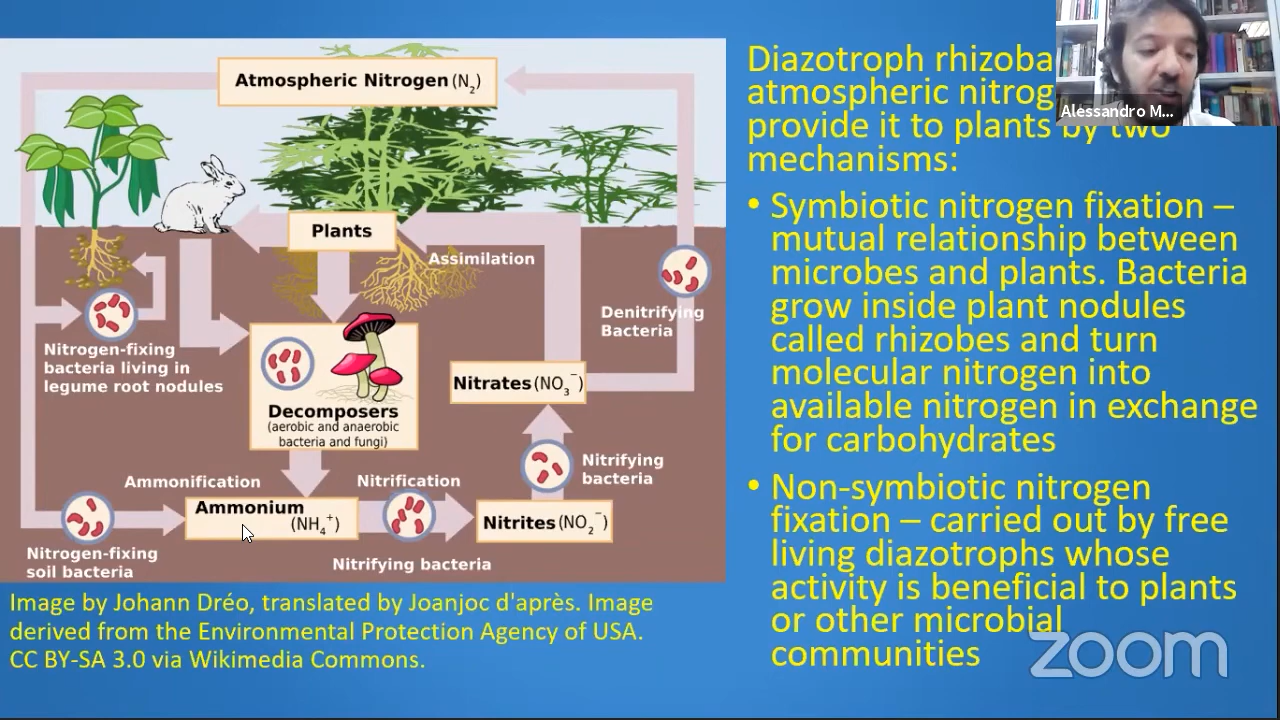 Atmospheric Nitrogen (N2)
Plants
Assimilation
Denitrifying
Bacteria
Nitrogen-fixing
bacteria living in
legume root nodules
Decomposers
(aerobic and anaerobic
bacteria and fungi)
Nitrates (NO3−)
Ammonification
Nitrification
Nitrifying
bacteria
Ammonium
(NH4+)
Nitrites (NO2−)
Nitrogen-fixing
soil bacteria
Nitrifying bacteria
Image by Johann Dréo, translated by Joanjoc d'après. Image
derived from the Environmental Protection Agency of USA.
CC BY-SA 3.0 via Wikimedia Commons.
Diazotroph
atmospheric
provide it to plants by two
mechanisms:
• Symbiotic nitrogen fixation –
mutual relationship between
microbes and plants. Bacteria
grow inside plant nodules
called rhizobes and turn
molecular nitrogen into
available nitrogen in exchange
for carbohydrates
• Non-symbiotic nitrogen
fixation – carried out by free
living diazotrophs whose
activity is beneficial to plants
or other microbial
communities
Alessandro M...
zoom